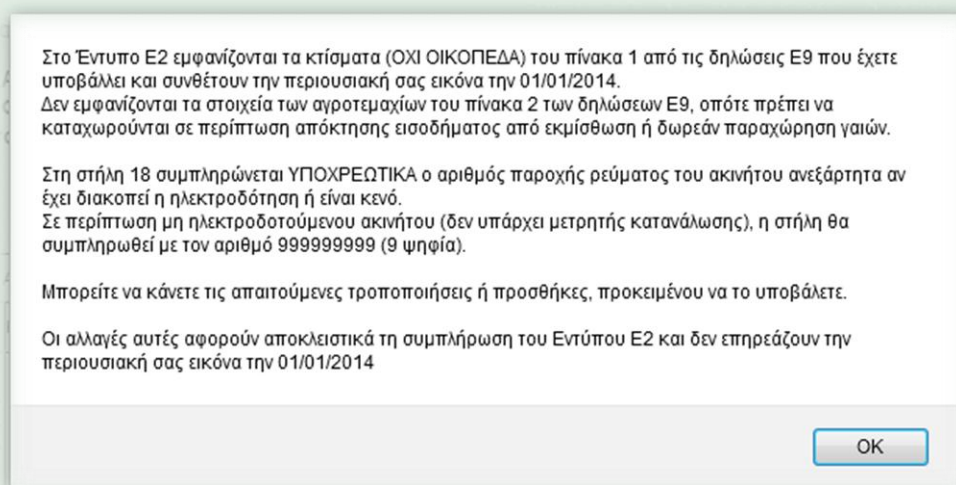 Στο Έντυπο Ε2 εμφανίζονται τα κτίσματα (ΟΧΙ ΟΙΚΟΠΕΔΑ) του πίνακα 1 από τις δηλώσεις Ε9 που έχετε
υποβάλλει και συνθέτουν την περιουσιακή σας εικόνα την 01/01/2014.
Δεν εμφανίζονται τα στοιχεία των αγροτεμαχίων του πίνακα 2 των δηλώσεων Ε9, οπότε πρέπει να
καταχωρούνται σε περίπτωση απόκτησης εισοδήματος από εκμίσθωση ή δωρεάν παραχώρηση γαιών.
Στη στήλη 18 συμπληρώνεται ΥΠΟΧΡΕΩΤΙΚΑ ο αριθμός παροχής ρεύματος του ακινήτου ανεξάρτητα αν
έχει διακοπεί η ηλεκτροδότηση ή είναι κενό.
Σε περίπτωση μη ηλεκτροδοτούμενου ακινήτου (δεν υπάρχει μετρητής κατανάλωσης), η στήλη θα
συμπληρωθεί με τον αριθμό 999999999 (9 ψηφία).
Μπορείτε να κάνετε τις απαιτούμενες τροποποιήσεις ή προσθήκες, προκειμένου να το υποβάλετε.
Οι αλλαγές αυτές αφορούν αποκλειστικά τη συμπλήρωση του Εντύπου Ε2 και δεν επηρεάζουν την
περιουσιακή σας εικόνα την 01/01/2014
OK